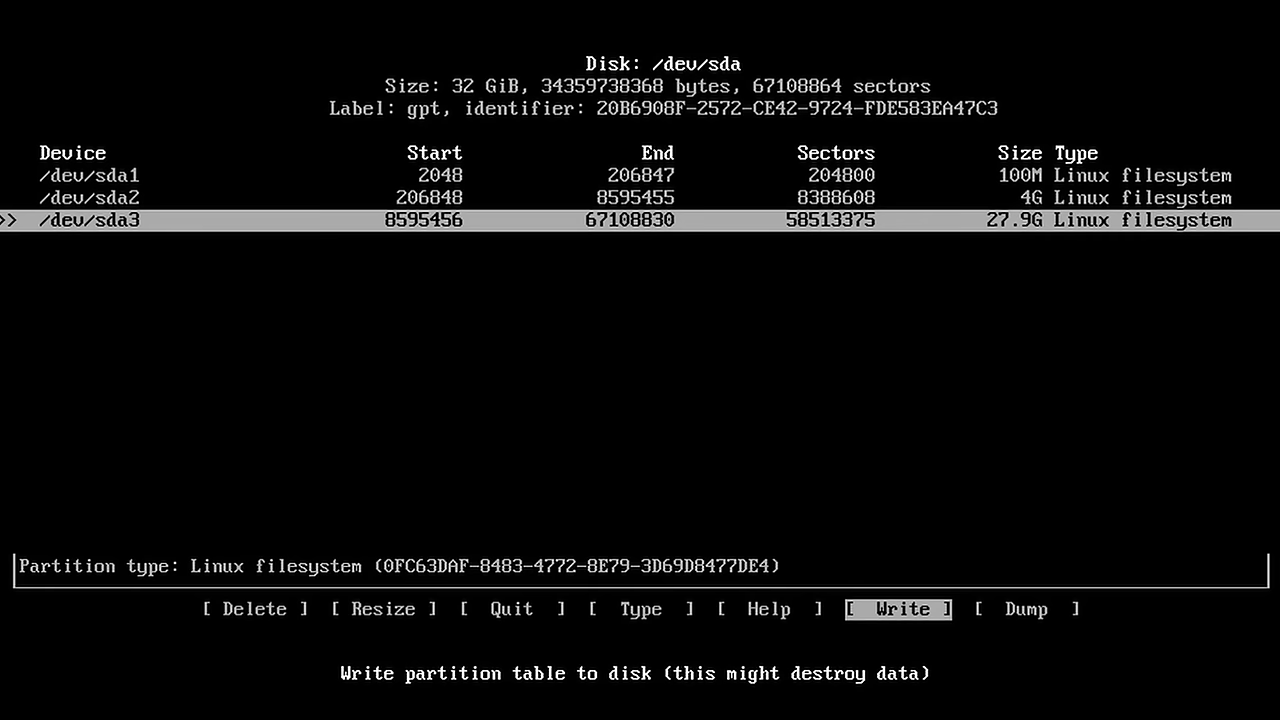 Disk: /dev/sda
Size: 32 GiB, 34359738368 bytes, 67108864 sectors
Label: gpt, identifier: 20B6908F-2572-CE42-9724-FDE583EA47C3
Device Start End Sectors Size Type
/dev/sda1 2048 206847 204800 100M Linux filesystem
/dev/sda2 206848 8595455 8388608 4G Linux filesystem
>> /dev/sda3 8595456 67108830 58513375 27.9G Linux filesystem
Partition type: Linux filesystem (0FC63DAF-8483-4772-8E79-3D69D8477DE4)
[ Delete ] [ Resize ] [ Quit ] [ Type ] [ Help ] [ Write ] [ Dump ]
Write partition table to disk (this might destroy data)